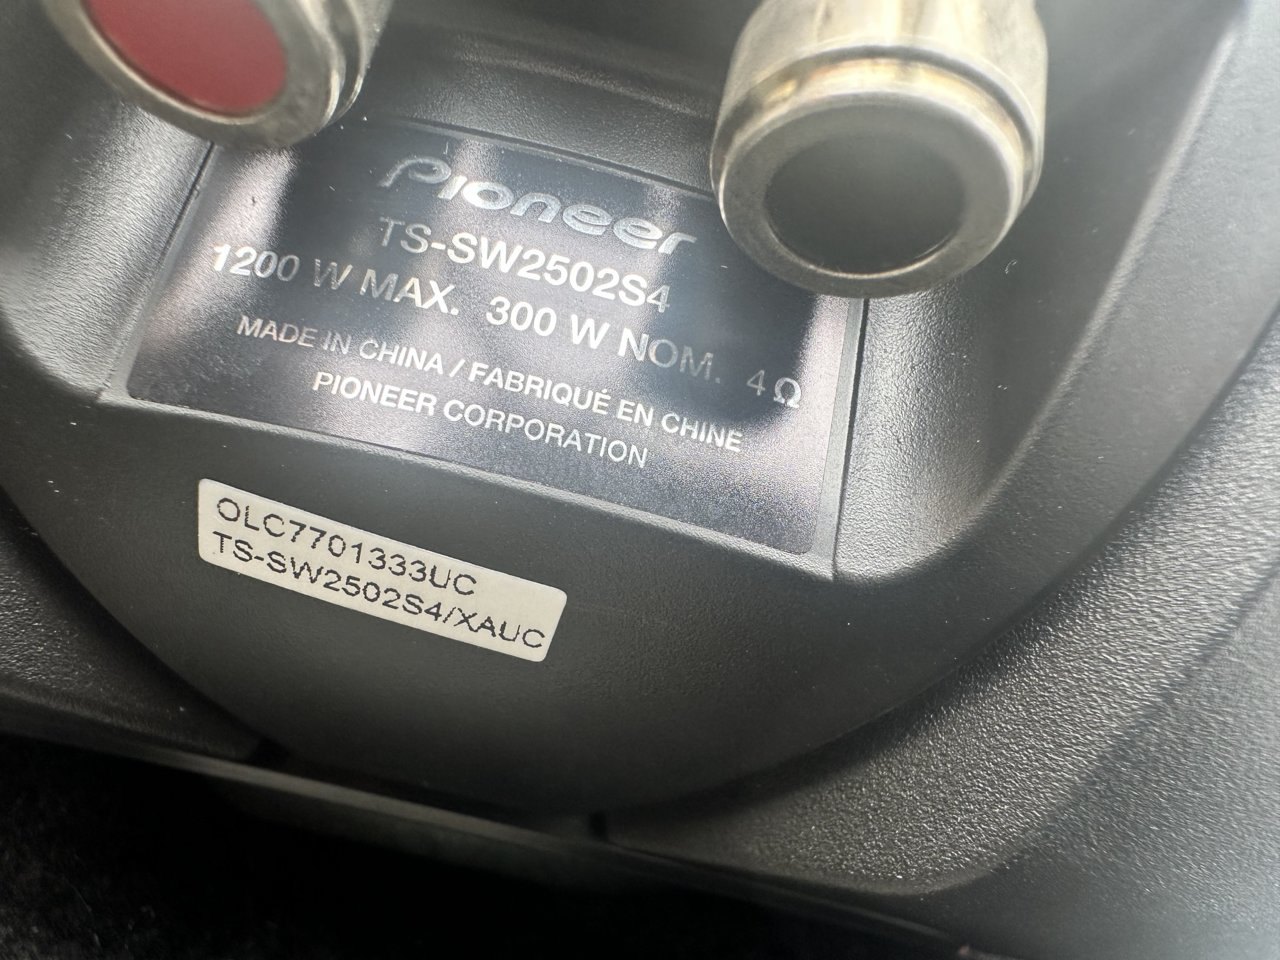 Pioneer
TS-SW2502S4
1200 W MAX. 300 W NOM. 4Ω
MADE IN CHINA / FABRIQUÉ EN CHINE
PIONEER CORPORATION
OLC7701333UC
TS-SW2502S4/XAUC